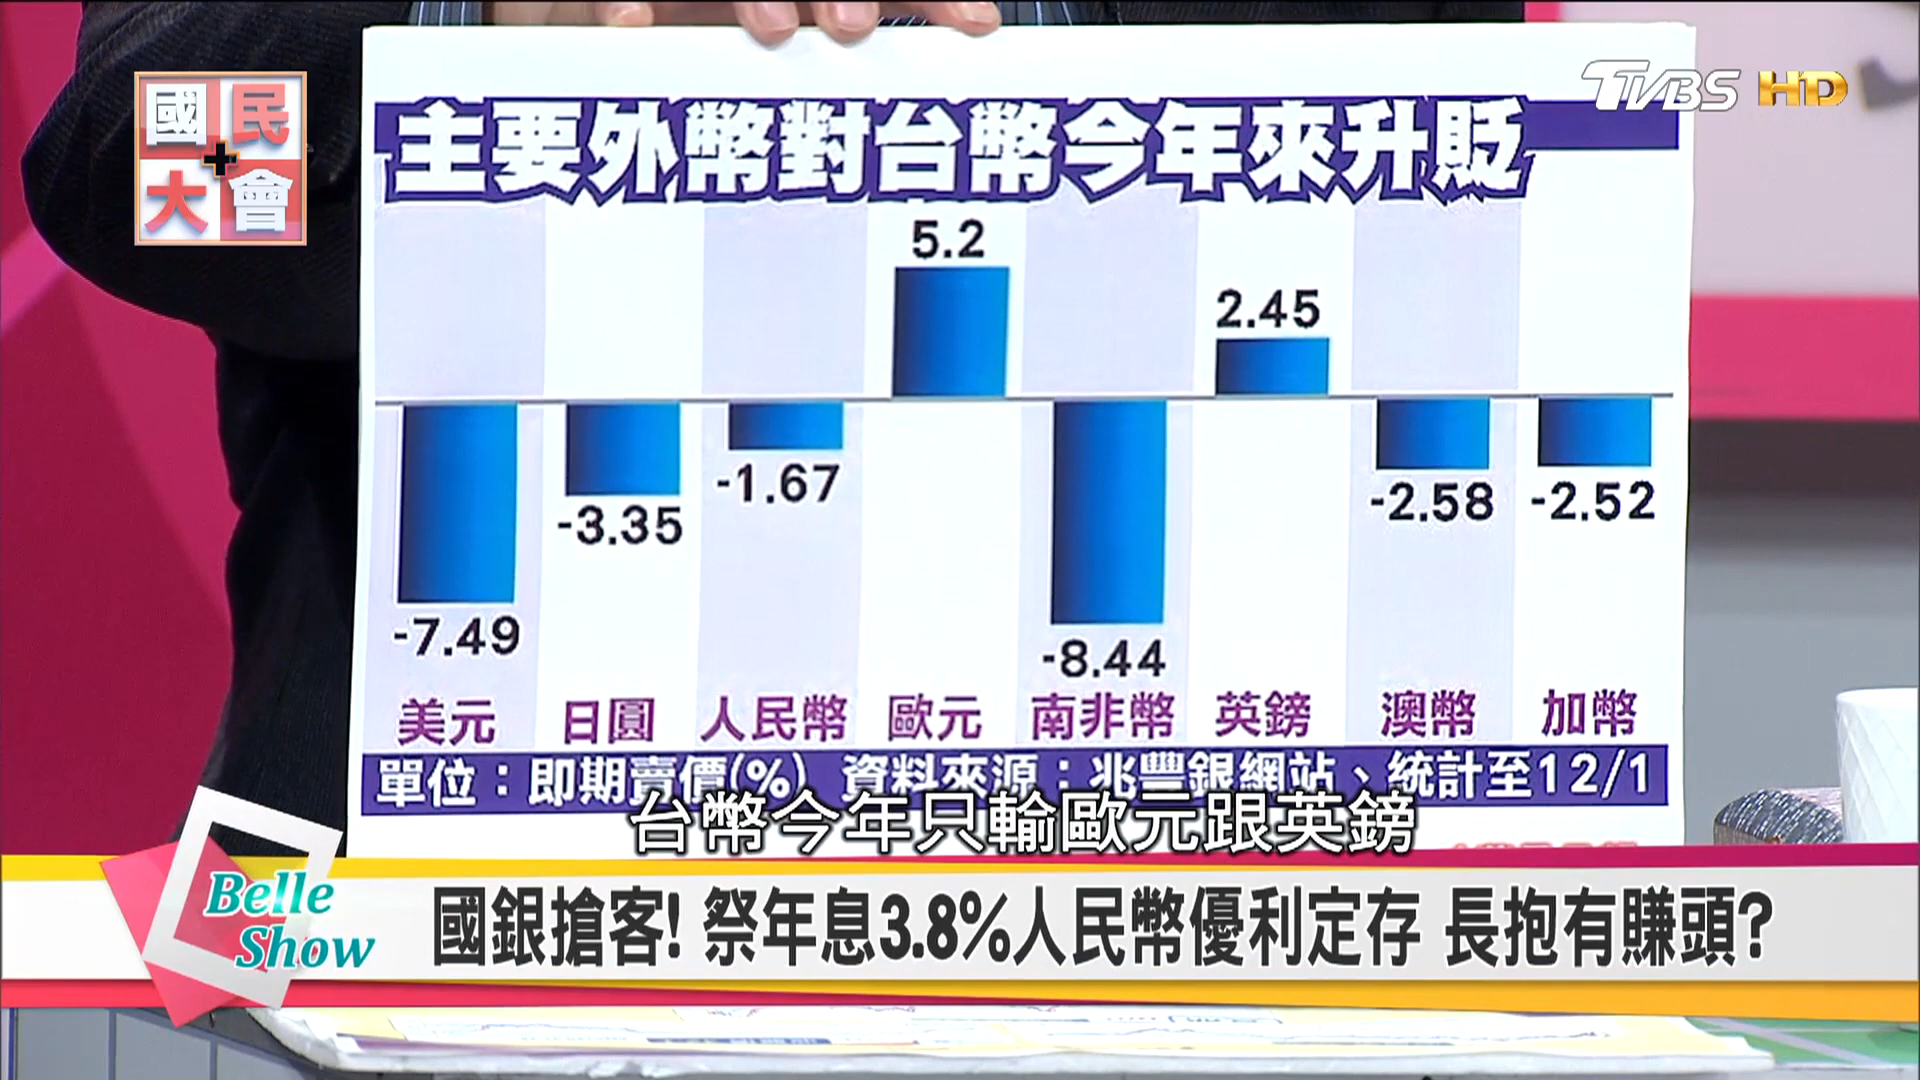 國民
大會
TVBS HD
主要外幣對台幣今年來升貶
5.2
2.45
-1.67
-3.35
-2.58
-2.52
-7.49
-8.44
美元 日圓 人民幣 歐元 南非幣 英鎊 澳幣 加幣
單位：即期賣價(%) 資料來源：兆豐銀網站、統計至12/1
台幣今年只輸歐元跟英鎊
Belle
Show
國銀搶客! 祭年息3.8%人民幣優利定存 長抱有賺頭?